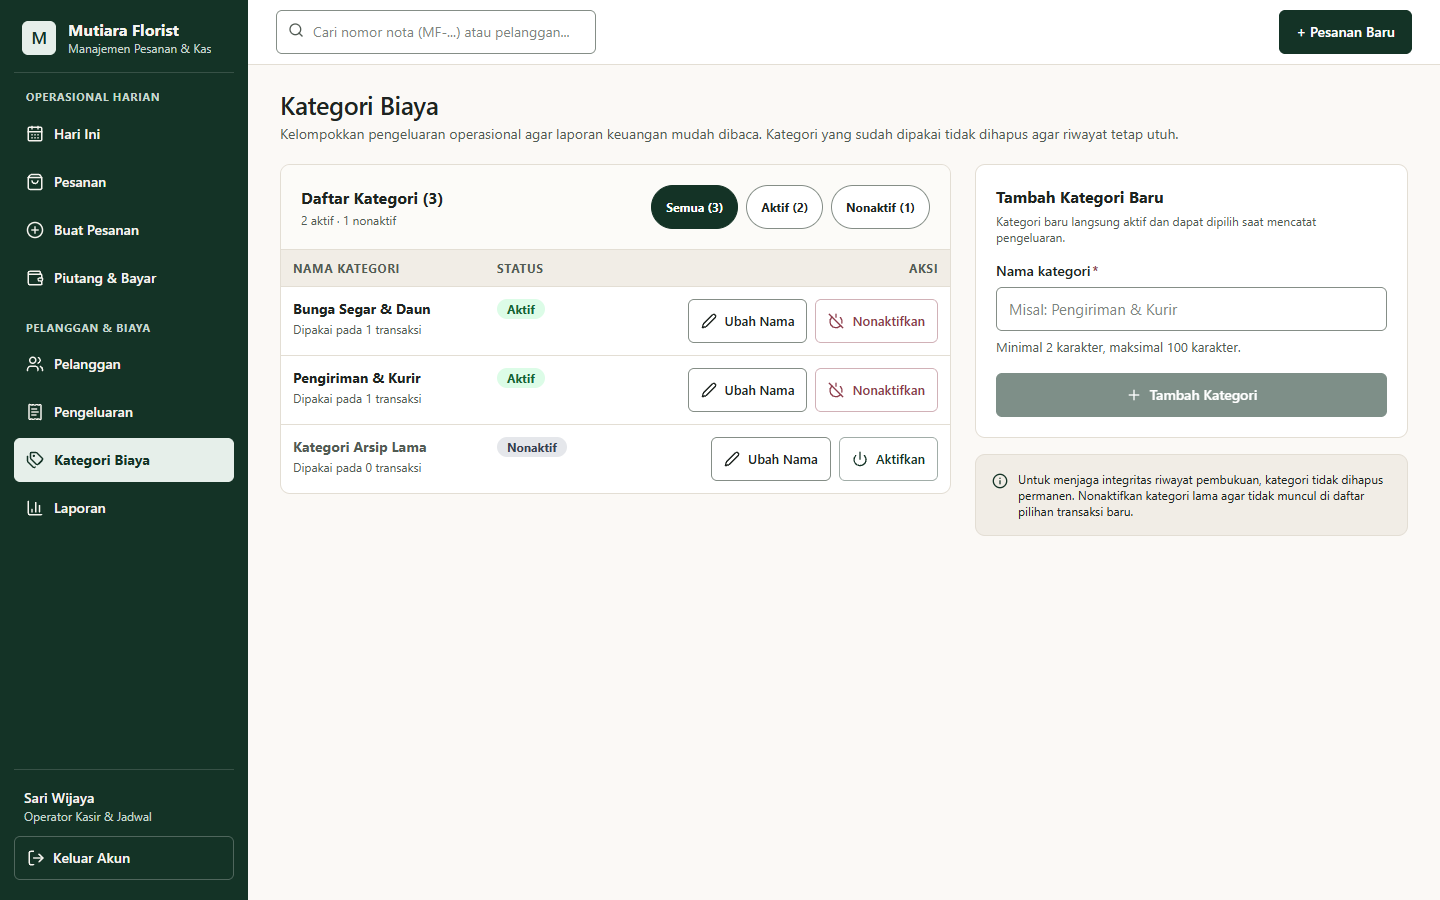 M
Mutiara Florist
Manajemen Pesanan & Kas
OPERASIONAL HARIAN
Hari Ini
Pesanan
Buat Pesanan
Piutang & Bayar
PELANGGAN & BIAYA
Pelanggan
Pengeluaran
Kategori Biaya
Laporan
Sari Wijaya
Operator Kasir & Jadwal
Keluar Akun
Cari nomor nota (MF-...) atau pelanggan...
+ Pesanan Baru
Kategori Biaya
Kelompokkan pengeluaran operasional agar laporan keuangan mudah dibaca. Kategori yang sudah dipakai tidak dihapus agar riwayat tetap utuh.
Daftar Kategori (3)
2 aktif · 1 nonaktif
Semua (3)
Aktif (2)
Nonaktif (1)
NAMA KATEGORI STATUS AKSI
Bunga Segar & Daun Aktif
Dipakai pada 1 transaksi
Ubah Nama Nonaktifkan
Pengiriman & Kurir Aktif
Dipakai pada 1 transaksi
Ubah Nama Nonaktifkan
Kategori Arsip Lama Nonaktif
Dipakai pada 0 transaksi
Ubah Nama Aktifkan
Tambah Kategori Baru
Kategori baru langsung aktif dan dapat dipilih saat mencatat
pengeluaran.
Nama kategori*
Misal: Pengiriman & Kurir
Minimal 2 karakter, maksimal 100 karakter.
+ Tambah Kategori
Untuk menjaga integritas riwayat pembukuan, kategori tidak dihapus
permanen. Nonaktifkan kategori lama agar tidak muncul di daftar
pilihan transaksi baru.